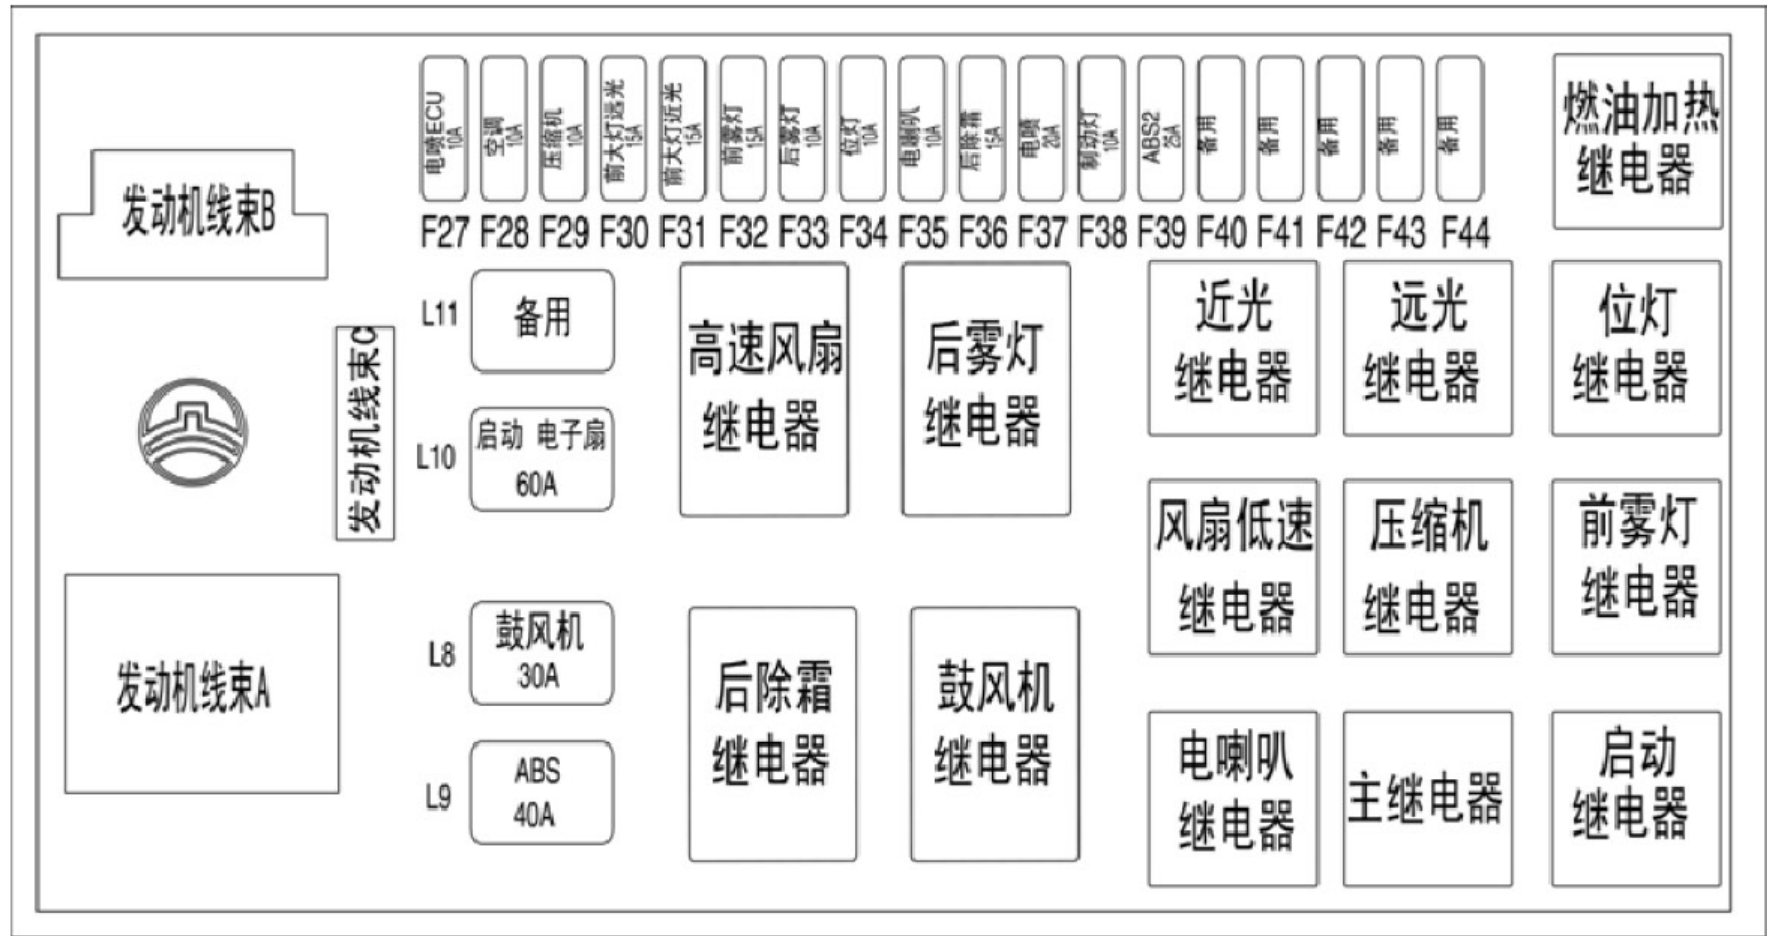 电喷ECU
10A
空调
10A
压缩机
10A
前大灯远光
15A
前大灯近光
15A
前雾灯
15A
后雾灯
10A
位灯
10A
电喇叭
10A
后除霜
15A
电喷
20A
制动灯
10A
ABS2
25A
备用
备用
备用
备用
备用
F27 F28 F29 F30 F31 F32 F33 F34 F35 F36 F37 F38 F39 F40 F41 F42 F43 F44
燃油加热
继电器
发动机线束B
发动机线束C
发动机线束A
L11
备用
L10
启动 电子扇
60A
L8
鼓风机
30A
L9
ABS
40A
高速风扇
继电器
后雾灯
继电器
近光
继电器
远光
继电器
位灯
继电器
风扇低速
继电器
压缩机
继电器
前雾灯
继电器
后除霜
继电器
鼓风机
继电器
电喇叭
继电器
主继电器
启动
继电器